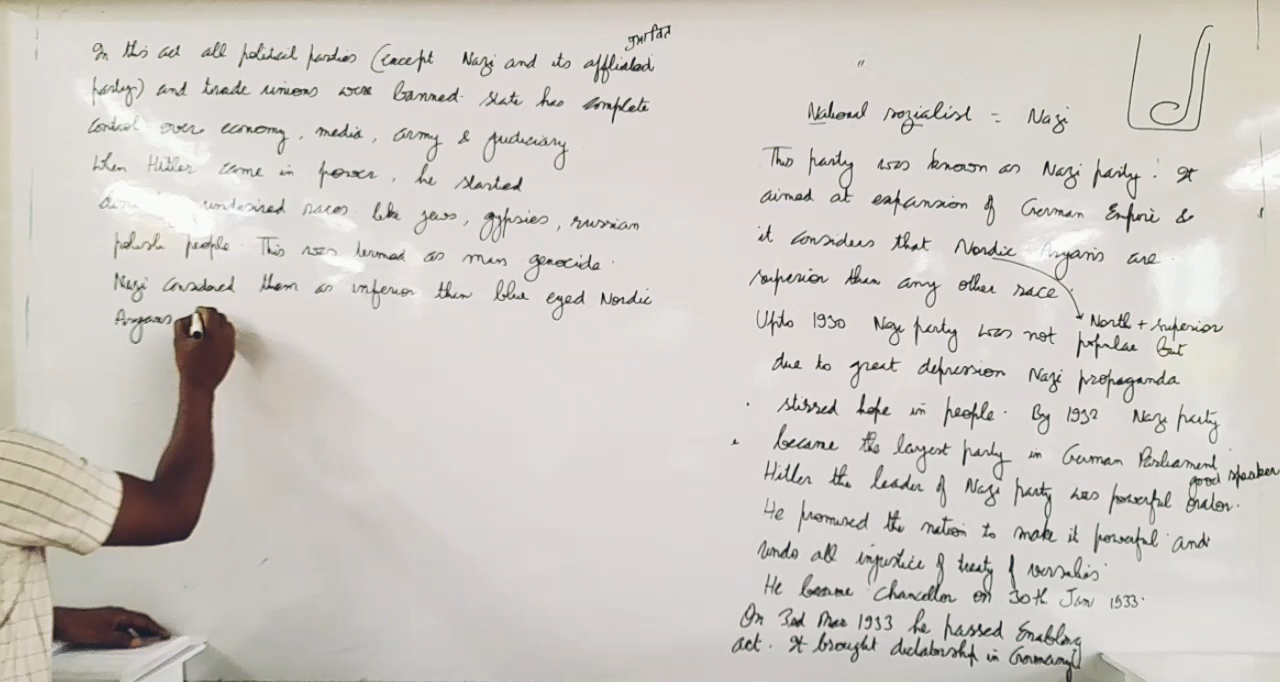 In this act all political parties (except Nazi and its affliated
party) and trade unions were banned. State has complete
control over economy, media, army & judiciary
When Hitler came in power, he started
undesired races like jews, gypsies, russian
polish people. This was termed as mass genocide.
Nazi considered them as inferior then blue eyed Nordic
Aryans
"
National sozialist = Nazi
This party was known as Nazi party. It
aimed at expansion of German Empire &
it considers that Nordic Aryans are
superior than any other race.
North + superior
Upto 1930 Nazi party was not popular but
due to great depression Nazi propaganda
stirred hope in people. By 1932 Nazi party
became the largest party in German Parliament
good speaker
Hitler the leader of Nazi party was powerful orator.
He promised the nation to make it powerful and
undo all injustice of treaty of versalies
He became Chancellor on 30th Jan 1933.
On 3rd Mar 1933 he passed Enabling
act. It brought dictatorship in Germany